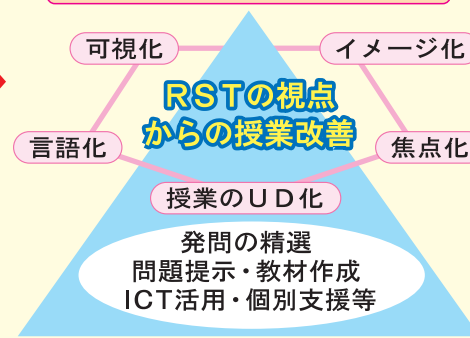 可視化
イメージ化
RSTの視点
からの授業改善
言語化
焦点化
授業のUD化
発問の精選
問題提示・教材作成
ICT活用・個別支援等